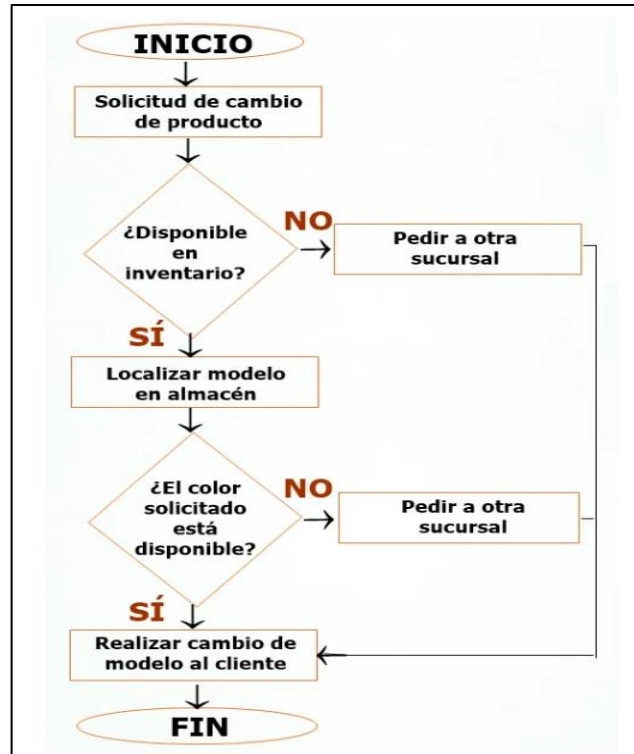 INICIO
Solicitud de cambio
de producto
¿Disponible
en
inventario?
NO
Pedir a otra
sucursal
SÍ
Localizar modelo
en almacén
¿El color
solicitado
está
disponible?
NO
Pedir a otra
sucursal
SÍ
Realizar cambio de
modelo al cliente
FIN